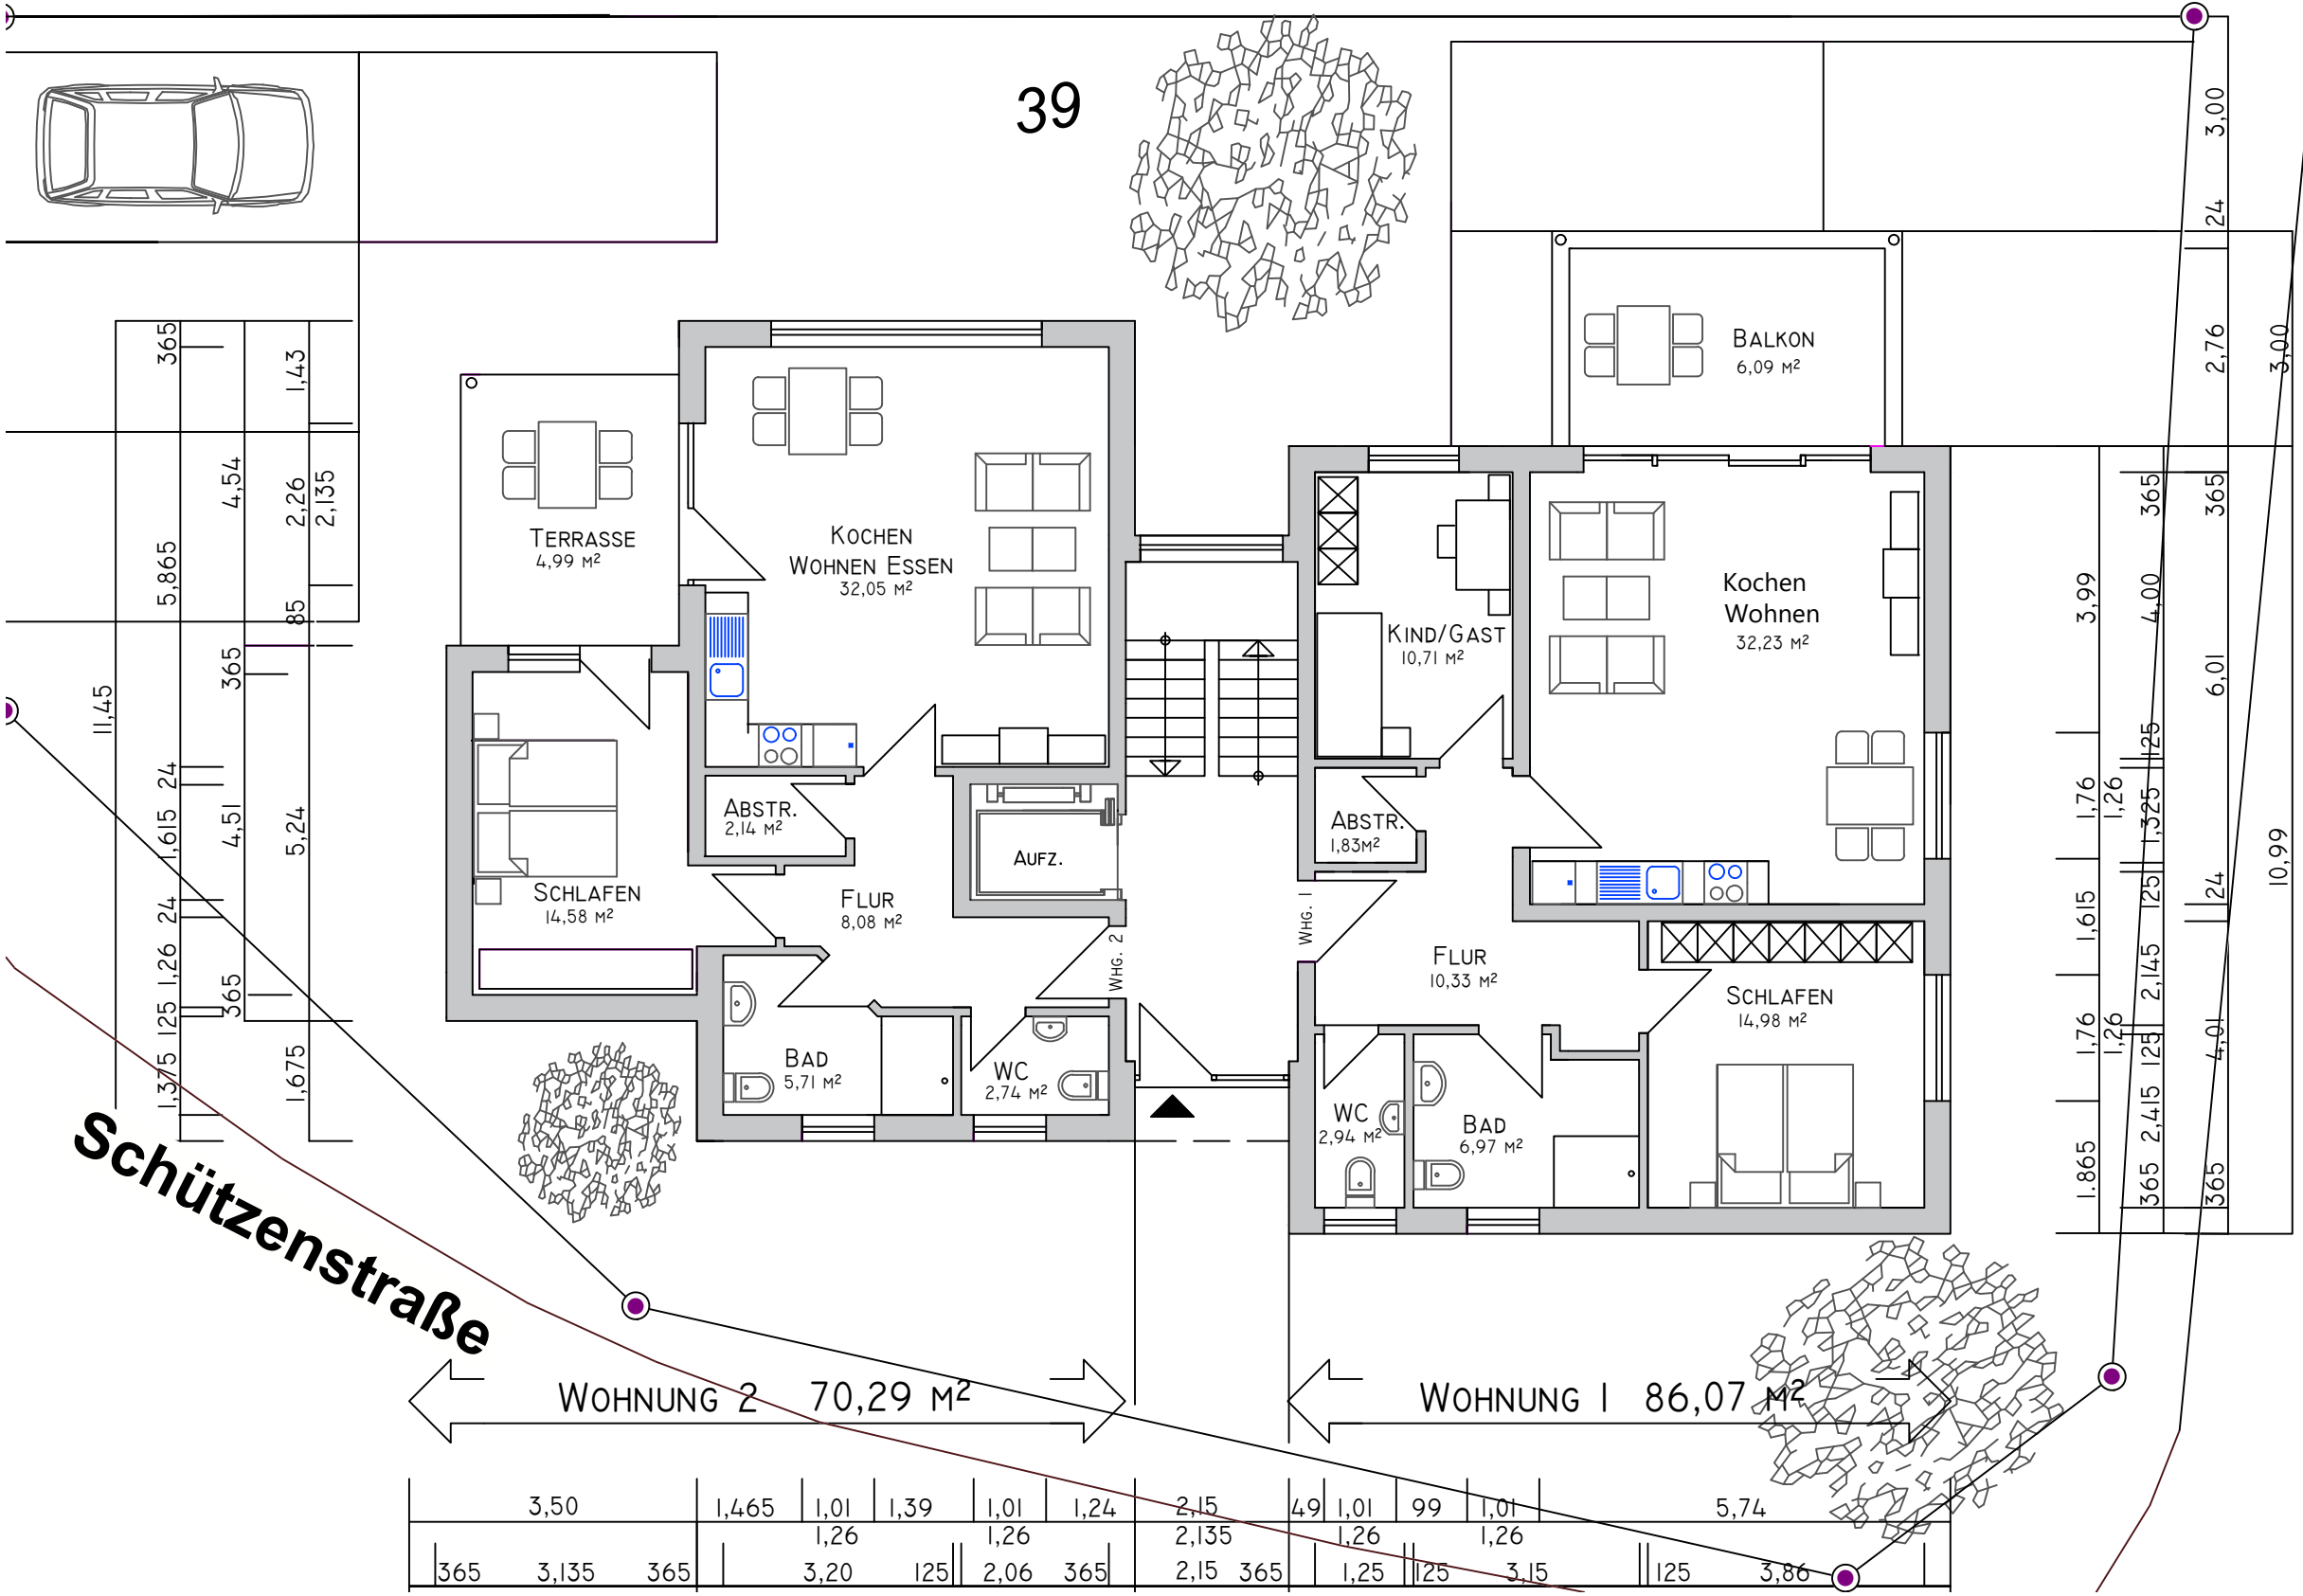 39
3,00
24
2,76
3,00
365
1,43
4,54
2,26
2,135
5,865
85
365
11,45
24
1,615
4,51
5,24
24
1,26
365
125
1,375
1,675
BALKON
6,09 M²
TERRASSE
4,99 M²
KOCHEN
WOHNEN ESSEN
32,05 M²
KIND/GAST
10,71 M²
Kochen
Wohnen
32,23 M²
ABSTR.
2,14 M²
AUFZ.
ABSTR.
1,83M²
SCHLAFEN
14,58 M²
FLUR
8,08 M²
WHG. 2
WHG. 1
FLUR
10,33 M²
SCHLAFEN
14,98 M²
BAD
5,71 M²
WC
2,74 M²
WC
2,94 M²
BAD
6,97 M²
365
365
3,99
4,00
6,01
125
1,76
1,26
1,325
10,99
125
24
1,615
2,145
1,76
1,26
125
4,01
2,415
1.865
365
365
Schützenstraße
WOHNUNG 2 70,29 M²
WOHNUNG 1 86,07 M²
3,50 1,465 1,01 1,39 1,01 1,24 2,15 49 1,01 99 1,01 5,74
1,26 1,26 2,135 1,26 1,26
365 3,135 365 3,20 125 2,06 365 2,15 365 1,25 125 3,15 125 3,86